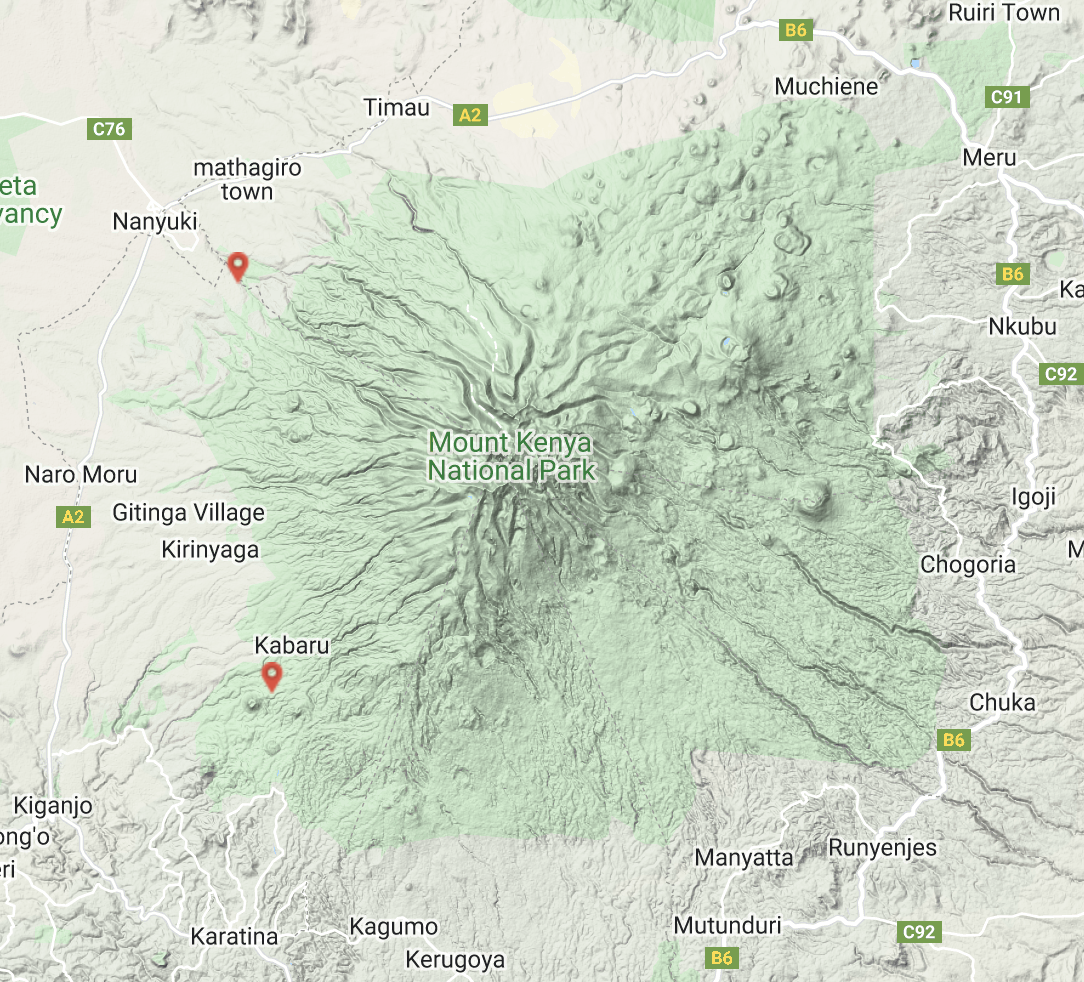 Ruiri Town
B6
Muchiene
C91
Timau
A2
C76
Meru
mathagiro
town
eta
vancy
Nanyuki
B6
Ka
Nkubu
C92
Mount Kenya
National Park
Naro Moru
Igoji
A2
Gitinga Village
Kirinyaga
M
Chogoria
Kabaru
Chuka
B6
Kiganjo
ong'o
Runyenjes
Manyatta
eri
Kagumo
Mutunduri
C92
Karatina
Kerugoya
B6